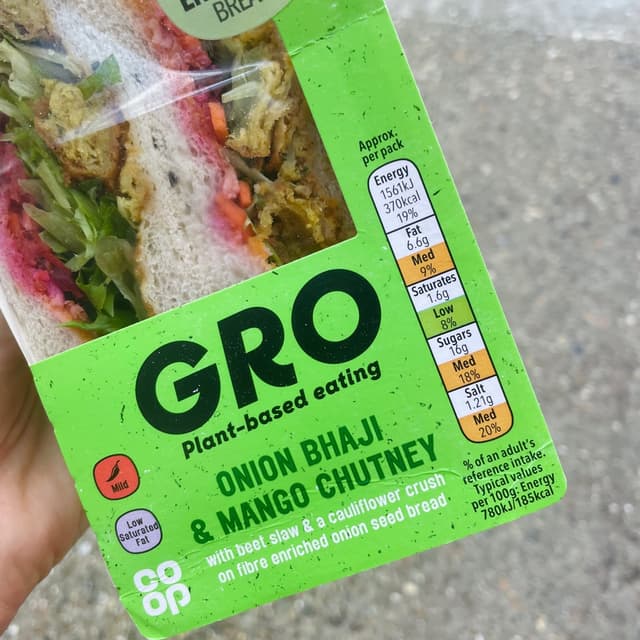 BREAD
Approx.
per pack
Energy
1561kJ
370kcal
19%
Fat
6.6g
Med
9%
Saturates
1.6g
Low
8%
Sugars
16g
Med
18%
Salt
1.21g
Med
20%
% of an adult's
reference intake.
Typical values
per 100g: Energy
780kJ/185kcal
GRO
Plant-based eating
ONION BHAJI
& MANGO CHUTNEY
with beet slaw & a cauliflower crush
on fibre enriched onion seed bread
Mild
Low
Saturated
Fat
co
op